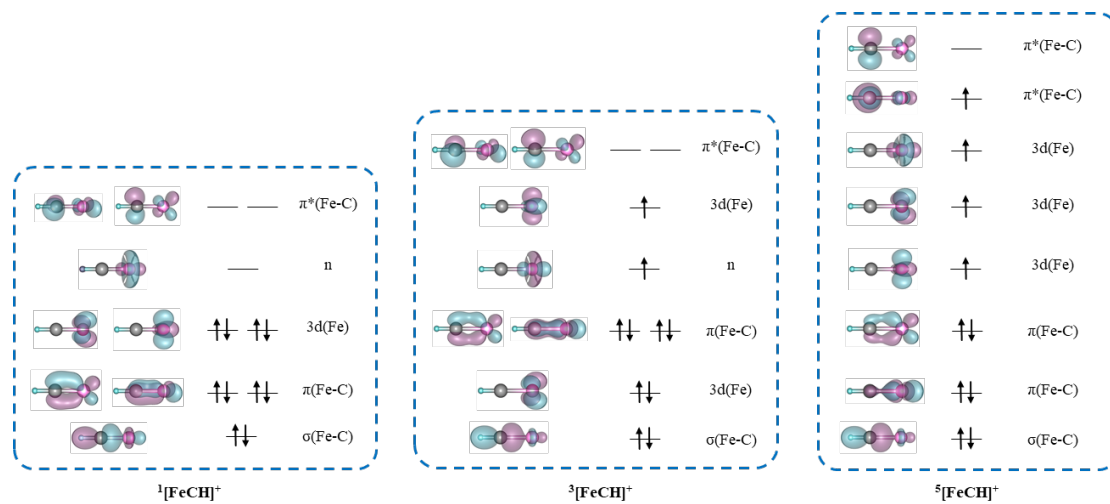 π*(Fe-C)
n
3d(Fe)
π(Fe-C)
σ(Fe-C)
¹[FeCH]⁺
π*(Fe-C)
3d(Fe)
n
π(Fe-C)
3d(Fe)
σ(Fe-C)
³[FeCH]⁺
π*(Fe-C)
π*(Fe-C)
3d(Fe)
3d(Fe)
3d(Fe)
π(Fe-C)
π(Fe-C)
σ(Fe-C)
⁵[FeCH]⁺